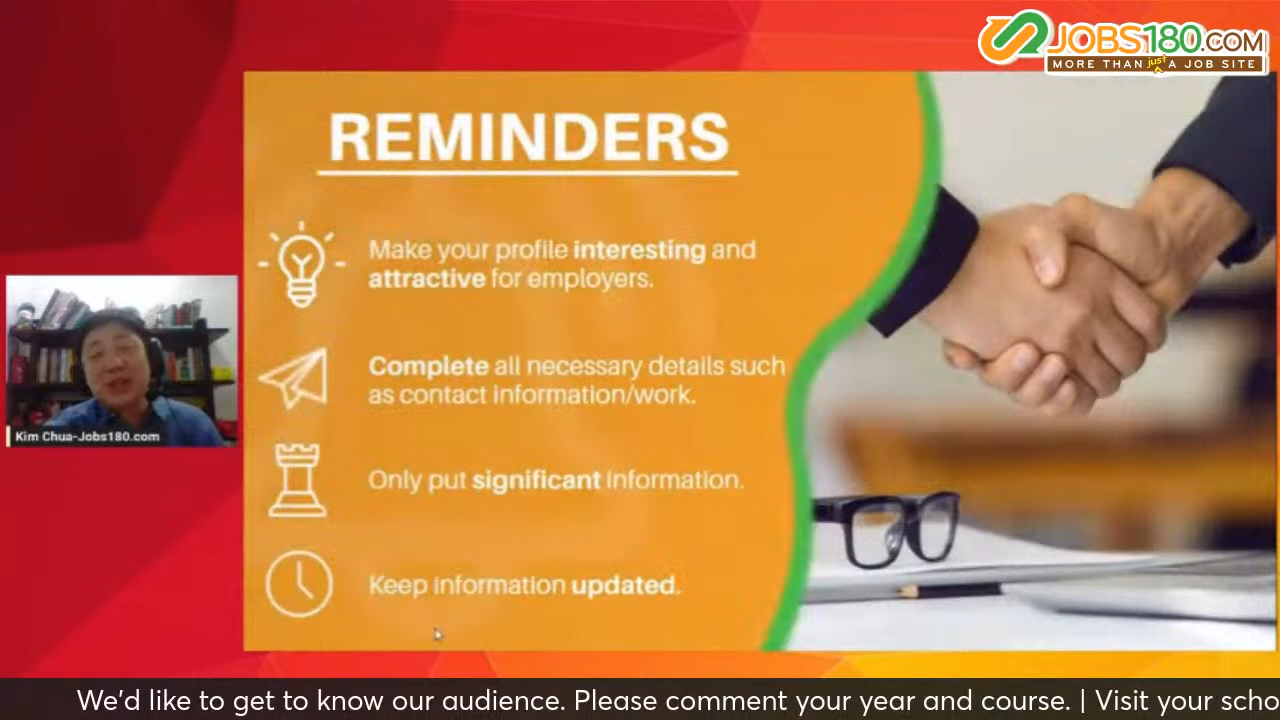 JOBS180.COM
MORE THAN just A JOB SITE
REMINDERS
Make your profile interesting and
attractive for employers.
Complete all necessary details such
as contact information/work.
Only put significant information.
Keep information updated.
Kim Chua-Jobs180.com
We'd like to get to know our audience. Please comment your year and course. | Visit your scho